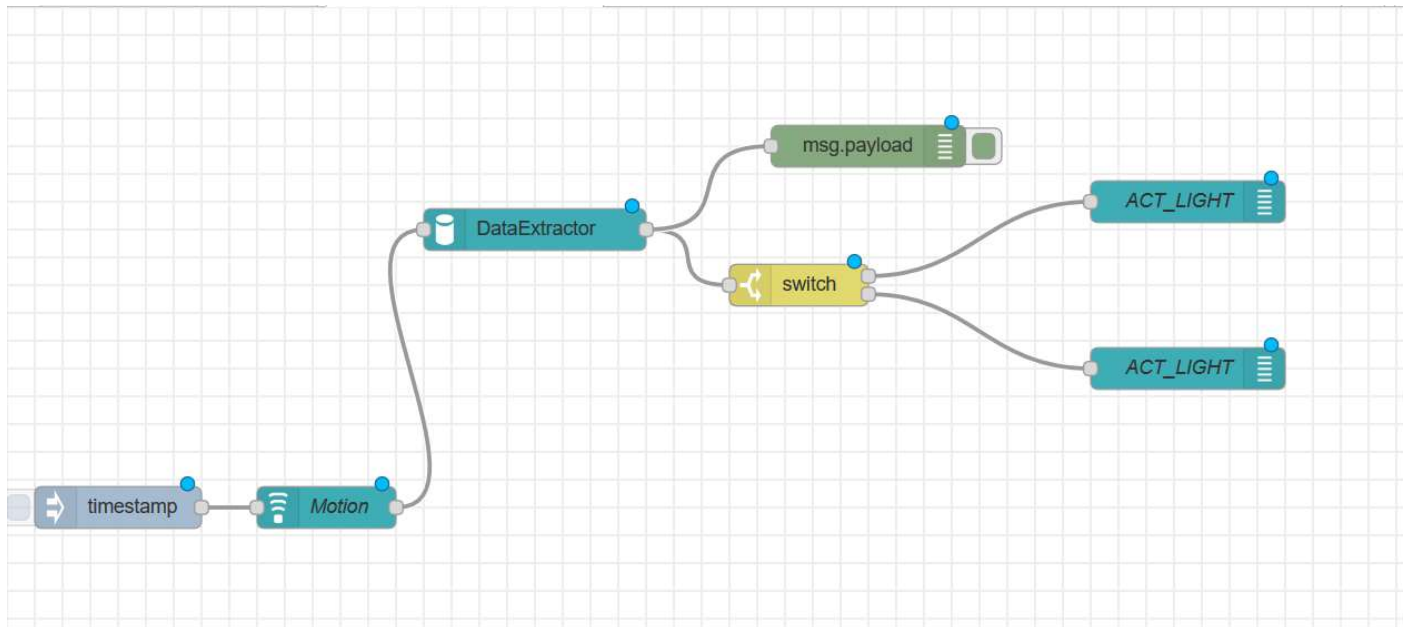 msg.payload
ACT_LIGHT
DataExtractor
switch
ACT_LIGHT
timestamp
Motion